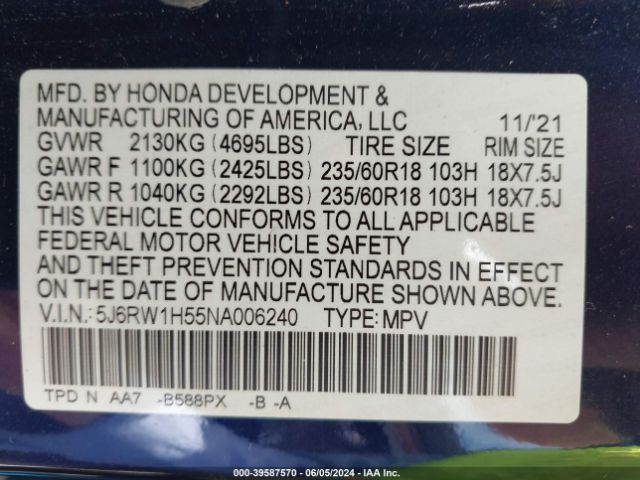 MFD. BY HONDA DEVELOPMENT &
MANUFACTURING OF AMERICA, LLC 11/'21
GVWR 2130KG (4695LBS) TIRE SIZE RIM SIZE
GAWR F 1100KG (2425LBS) 235/60R18 103H 18X7.5J
GAWR R 1040KG (2292LBS) 235/60R18 103H 18X7.5J
THIS VEHICLE CONFORMS TO ALL APPLICABLE
FEDERAL MOTOR VEHICLE SAFETY
AND THEFT PREVENTION STANDARDS IN EFFECT
ON THE DATE OF MANUFACTURE SHOWN ABOVE.
V.I.N.: 5J6RW1H55NA006240 TYPE: MPV
TPD N AA7 -B588PX -B -A
000-39587570 - 06/05/2024 - IAA Inc.